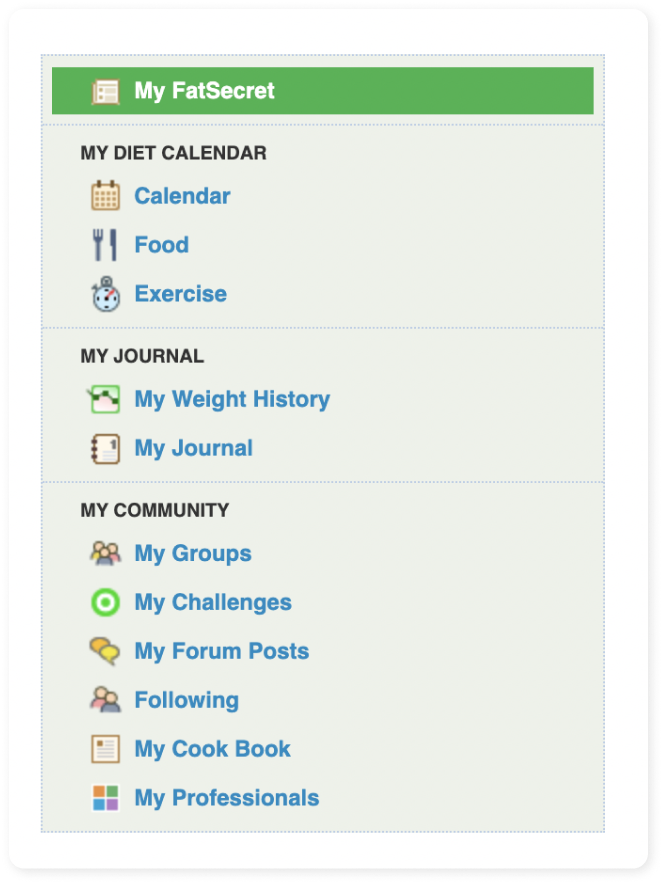 My FatSecret
MY DIET CALENDAR
Calendar
Food
Exercise
MY JOURNAL
My Weight History
1
My Journal
MY COMMUNITY
My Groups
My Challenges
My Forum Posts
Following
My Cook Book
My Professionals